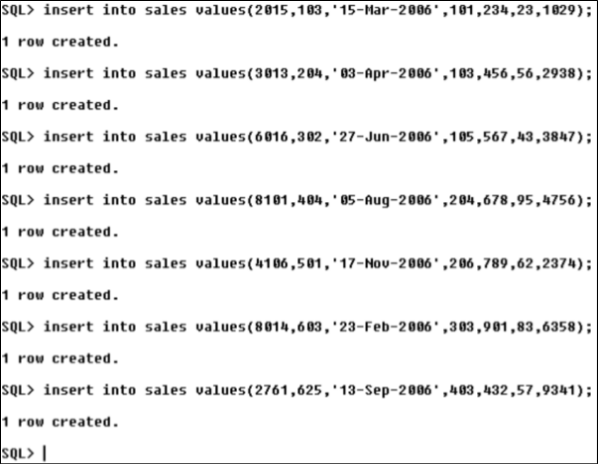 SQL> insert into sales values(2015,103,'15-Mar-2006',101,234,23,1029);
1 row created.
SQL> insert into sales values(3013,204,'03-Apr-2006',103,456,56,2938);
1 row created.
SQL> insert into sales values(6016,302,'27-Jun-2006',105,567,43,3847);
1 row created.
SQL> insert into sales values(8101,404,'05-Aug-2006',204,678,95,4756);
1 row created.
SQL> insert into sales values(4106,501,'17-Nov-2006',206,789,62,2374);
1 row created.
SQL> insert into sales values(8014,603,'23-Feb-2006',303,901,83,6358);
1 row created.
SQL> insert into sales values(2761,625,'13-Sep-2006',403,432,57,9341);
1 row created.
SQL>